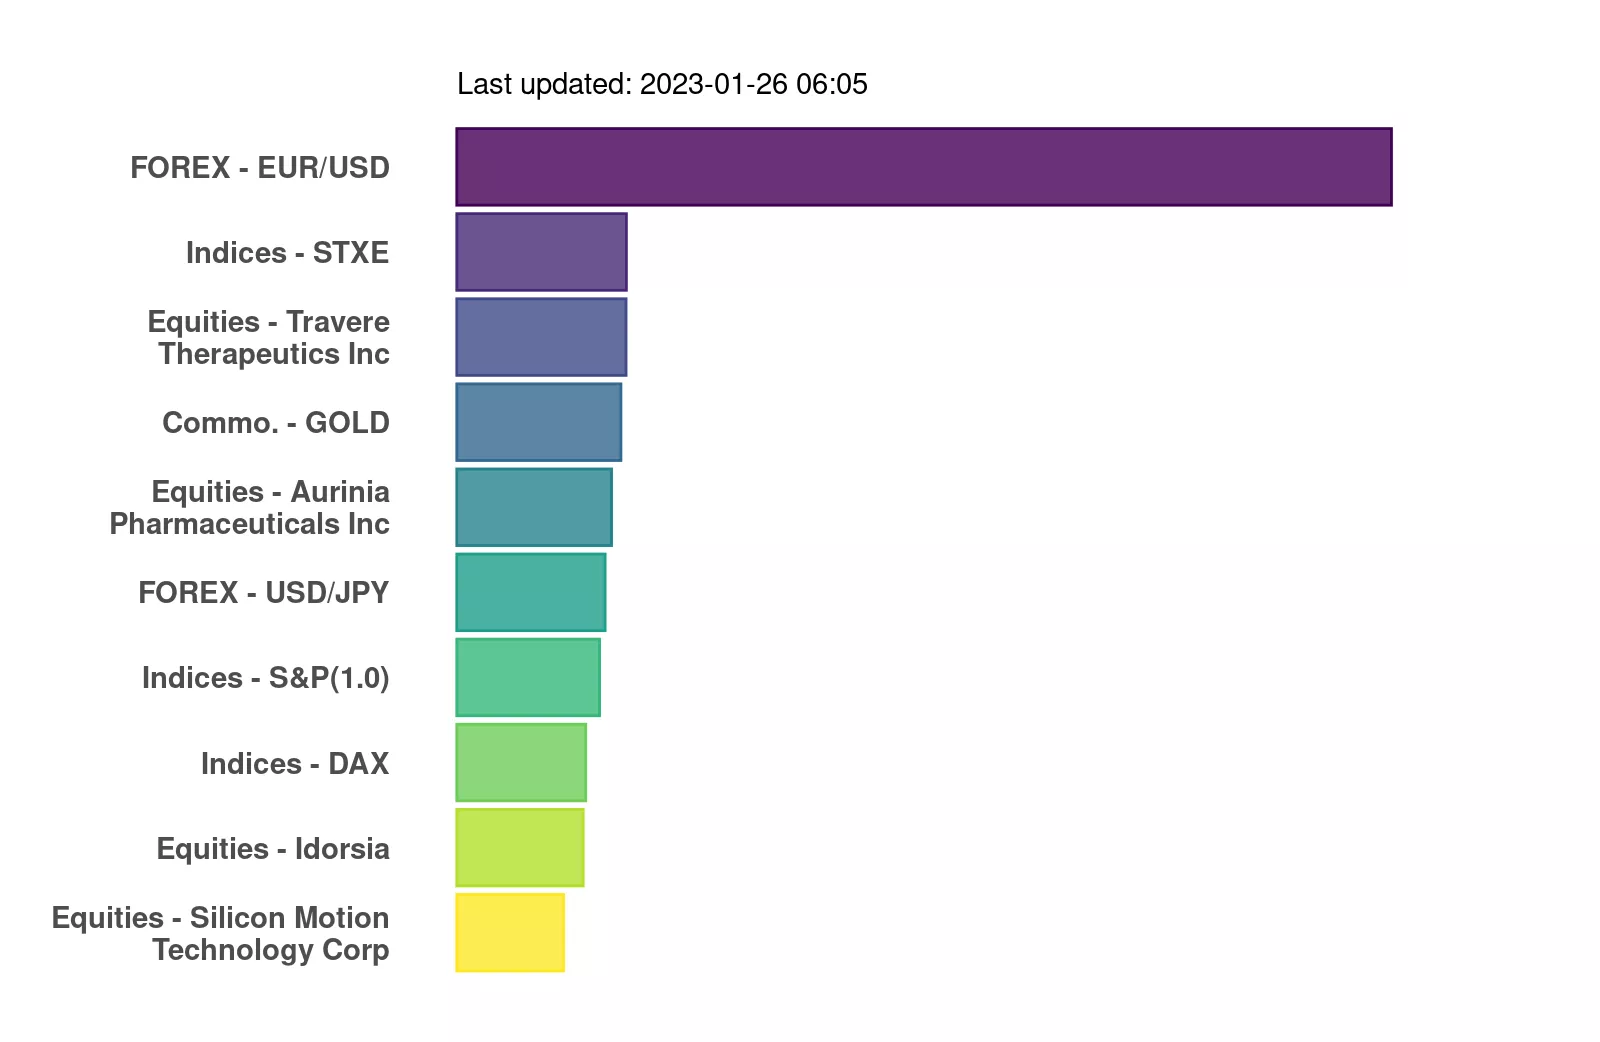 Last updated: 2023-01-26 06:05
FOREX - EUR/USD
Indices - STXE
Equities - Travere
Therapeutics Inc
Commo. - GOLD
Equities - Aurinia
Pharmaceuticals Inc
FOREX - USD/JPY
Indices - S&P(1.0)
Indices - DAX
Equities - Idorsia
Equities - Silicon Motion
Technology Corp